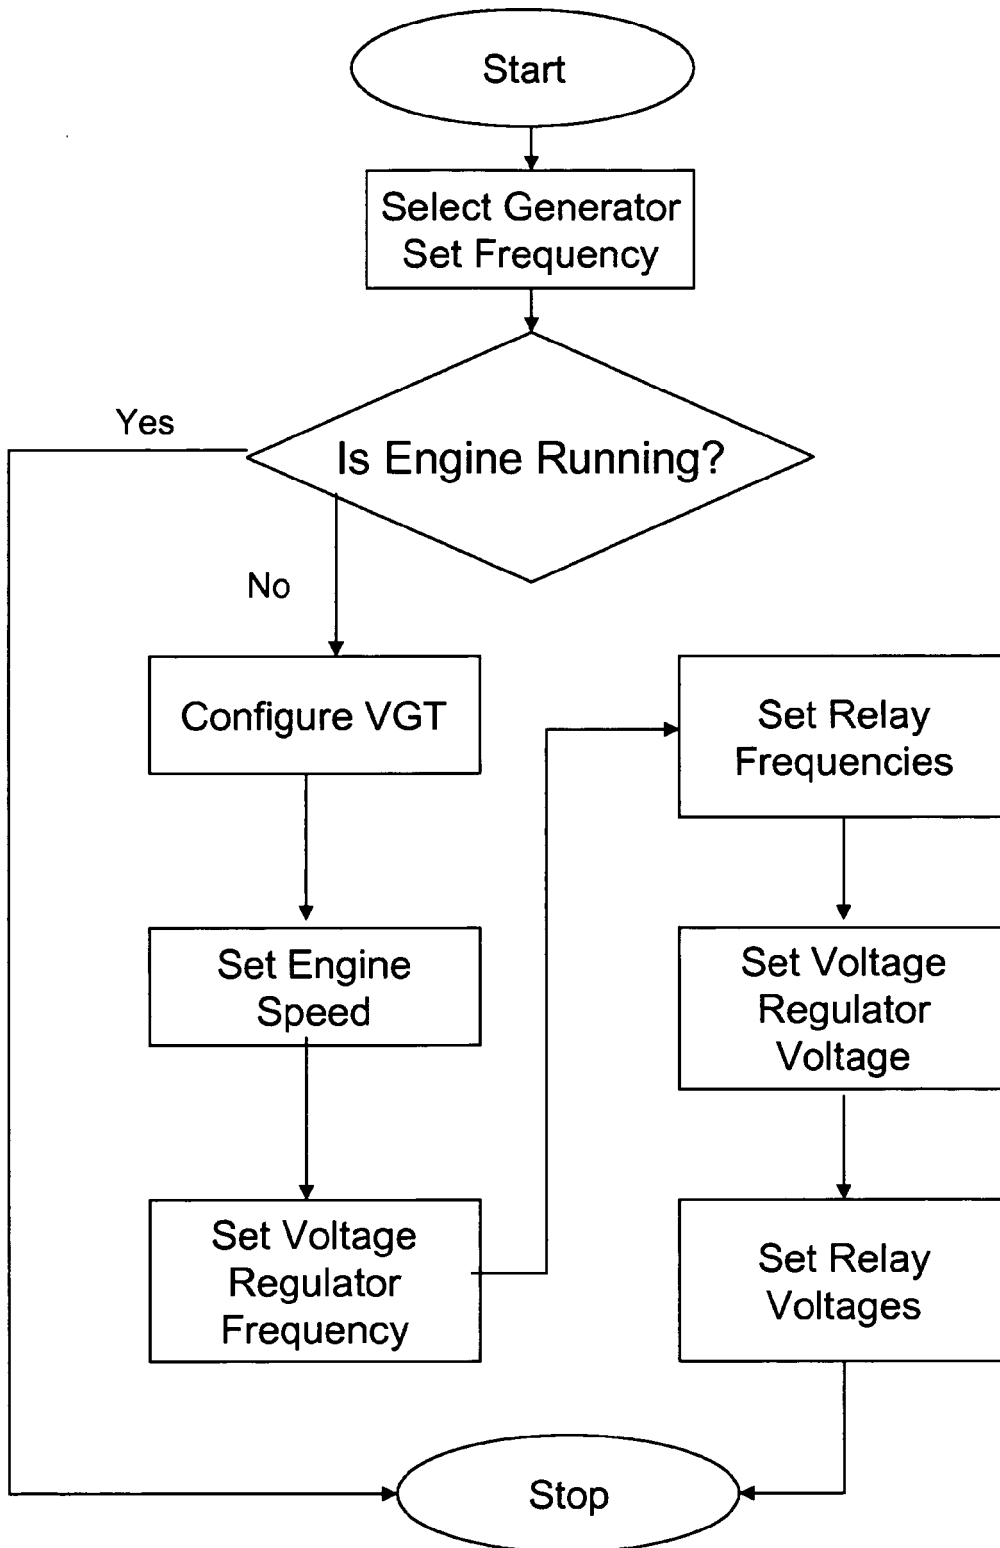 Start
Select Generator
Set Frequency
Is Engine Running?
Yes
No
Configure VGT
Set Engine
Speed
Set Voltage
Regulator
Frequency
Set Relay
Frequencies
Set Voltage
Regulator
Voltage
Set Relay
Voltages
Stop